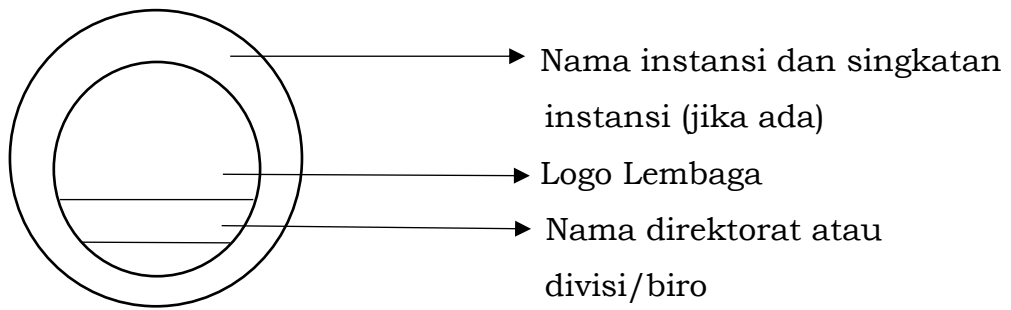 Nama instansi dan singkatan
instansi (jika ada)
Logo Lembaga
Nama direktorat atau
divisi/biro